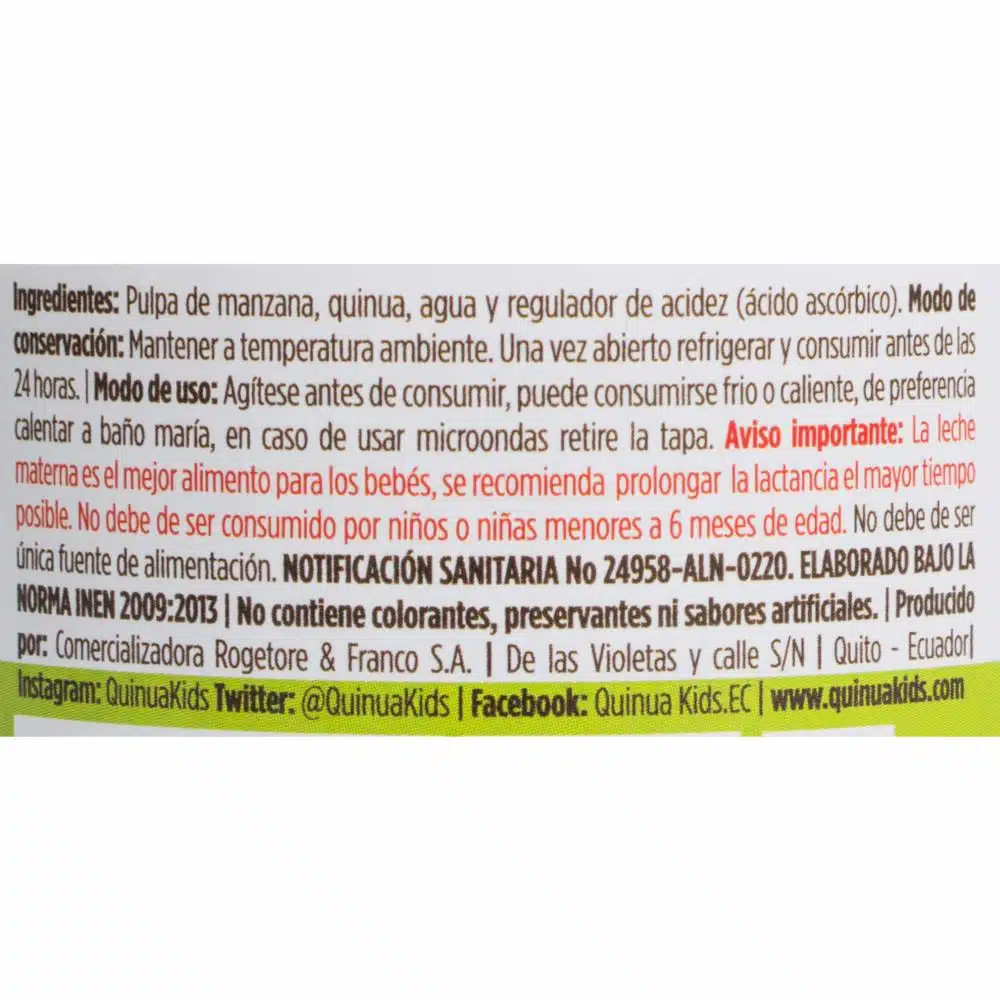 Ingredientes: Pulpa de manzana, quinua, agua y regulador de acidez (ácido ascórbico). Modo de
conservación: Mantener a temperatura ambiente. Una vez abierto refrigerar y consumir antes de las
24 horas. | Modo de uso: Agítese antes de consumir, puede consumirse frio o caliente, de preferencia
calentar a baño maría, en caso de usar microondas retire la tapa. Aviso importante: La leche
materna es el mejor alimento para los bebés, se recomienda prolongar la lactancia el mayor tiempo
posible. No debe de ser consumido por niños o niñas menores a 6 meses de edad. No debe de ser
única fuente de alimentación. NOTIFICACIÓN SANITARIA No 24958-ALN-0220. ELABORADO BAJO LA
NORMA INEN 2009:2013 | No contiene colorantes, preservantes ni sabores artificiales. | Producido
por: Comercializadora Rogetore & Franco S.A. | De las Violetas y calle S/N | Quito - Ecuador|
Instagram: QuinuaKids Twitter: @QuinuaKids | Facebook: Quinua Kids.EC | www.quinuakids.com